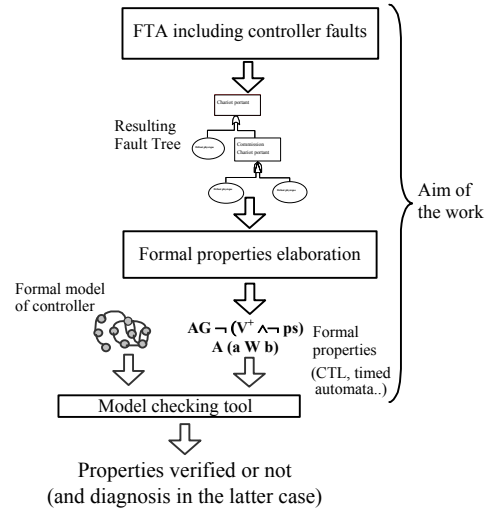 FTA including controller faults
Chariot portant
Resulting
Fault Tree
Commission
Chariot portant
Aim of
the work
Formal properties elaboration
Formal model
of controller
AG ¬ (V⁺ ∧¬ ps)
A (a W b)
Formal
properties
(CTL, timed
automata..)
Model checking tool
Properties verified or not
(and diagnosis in the latter case)